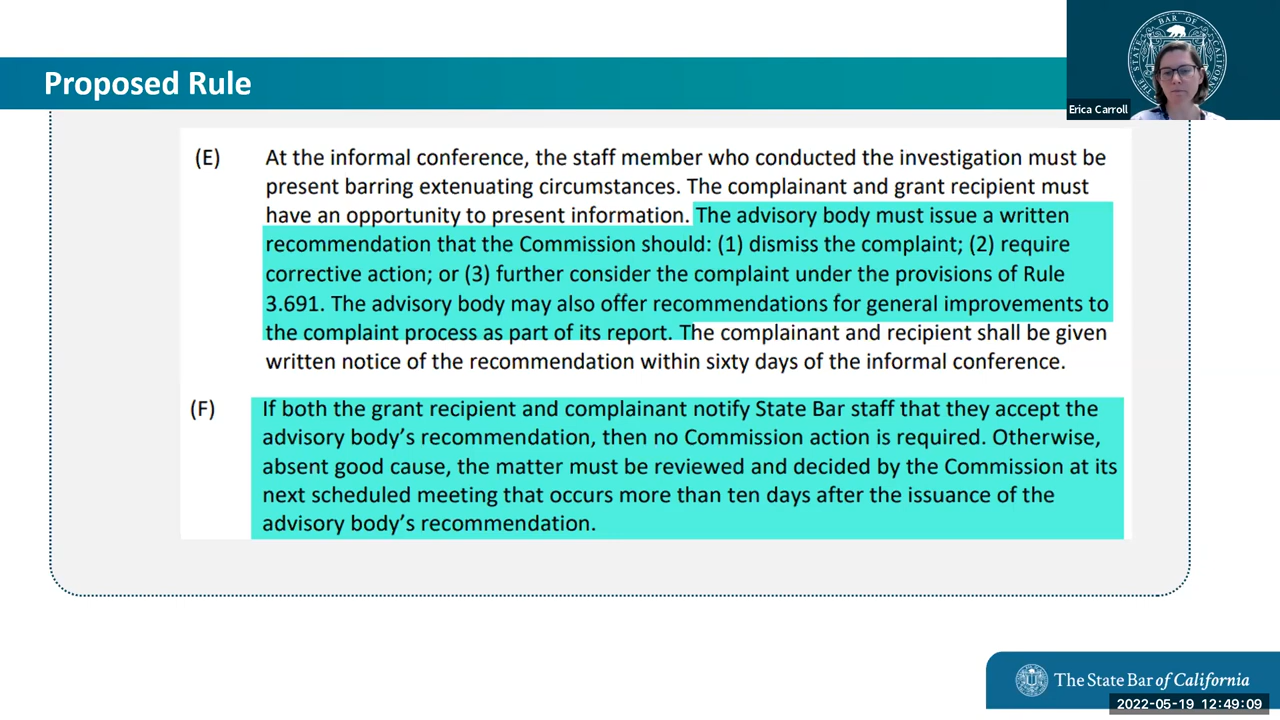 Proposed Rule
Erica Carroll
(E) At the informal conference, the staff member who conducted the investigation must be
present barring extenuating circumstances. The complainant and grant recipient must
have an opportunity to present information. The advisory body must issue a written
recommendation that the Commission should: (1) dismiss the complaint; (2) require
corrective action; or (3) further consider the complaint under the provisions of Rule
3.691. The advisory body may also offer recommendations for general improvements to
the complaint process as part of its report. The complainant and recipient shall be given
written notice of the recommendation within sixty days of the informal conference.
(F) If both the grant recipient and complainant notify State Bar staff that they accept the
advisory body's recommendation, then no Commission action is required. Otherwise,
absent good cause, the matter must be reviewed and decided by the Commission at its
next scheduled meeting that occurs more than ten days after the issuance of the
advisory body's recommendation.
The State Bar of California
2022-05-19 12:49:09